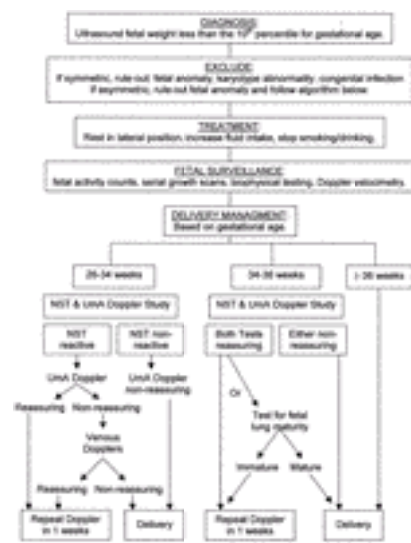 DIAGNOSIS:
Ultrasound fetal weight less than the 10th percentile for gestational age.
EXCLUDE:
If symmetric, rule-out: fetal anomaly, karyotype abnormality, congenital infection
If asymmetric, rule-out fetal anomaly and follow algorithm below
TREATMENT:
Rest in lateral position, increase fluid intake, stop smoking/drinking.
FETAL SURVEILLANCE:
fetal activity counts, serial growth scans, biophysical testing, Doppler velocimetry.
DELIVERY MANAGMENT:
Based on gestational age.
34-36 weeks
36 weeks
NST & UmA Doppler Study
NST & UmA Doppler Study
NST
reactive
NST non-
reactive
Both Tests
reassuring
Either non-
reassuring
UmA Doppler
UmA Doppler
non-reassuring
Reassuring
Non-reassuring
Or
Test for fetal
lung maturity
Venous
Dopplers
Immature
Mature
Reassuring
Non-reassuring
Repeat Doppler
in 1 weeks
Delivery
Repeat Doppler
in 1 weeks
Delivery